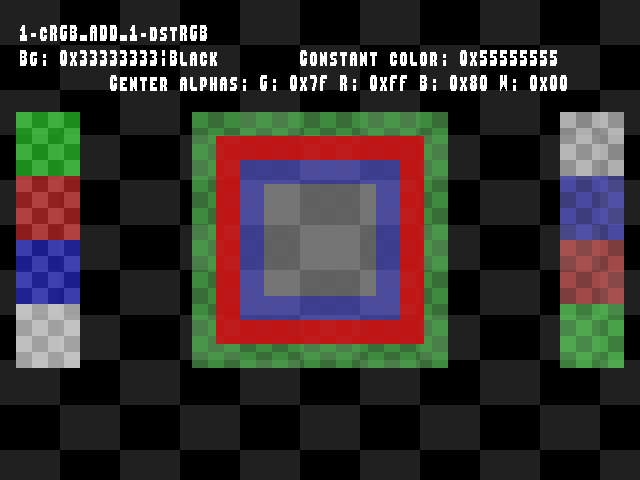 1-cRGB_ADD_1-dstRGB
Bg: 0x33333333;Black Constant color: 0x55555555
Center alphas: G: 0x7F R: 0xFF B: 0x80 W: 0x00